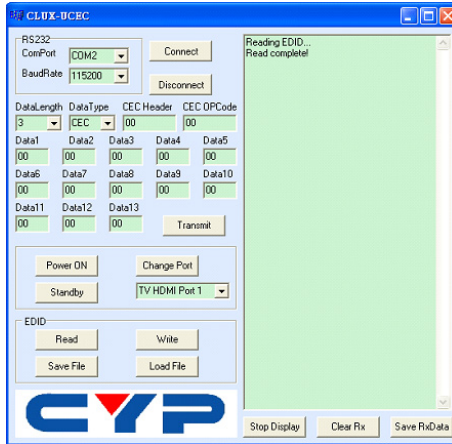 CLUX-UCEC
RS232
ComPort COM2
Connect
BaudRate 115200
Disconnect
DataLength DataType CEC Header CEC OPCode
3 CEC 00 00
Data1 Data2 Data3 Data4 Data5
00 00 00 00 00
Data6 Data7 Data8 Data9 Data10
00 00 00 00 00
Data11 Data12 Data13
00 00 00
Transmit
Power ON Change Port
Standby TV HDMI Port 1
EDID
Read Write
Save File Load File
CYP
Reading EDID...
Read complete!
Stop Display Clear Rx Save RxData